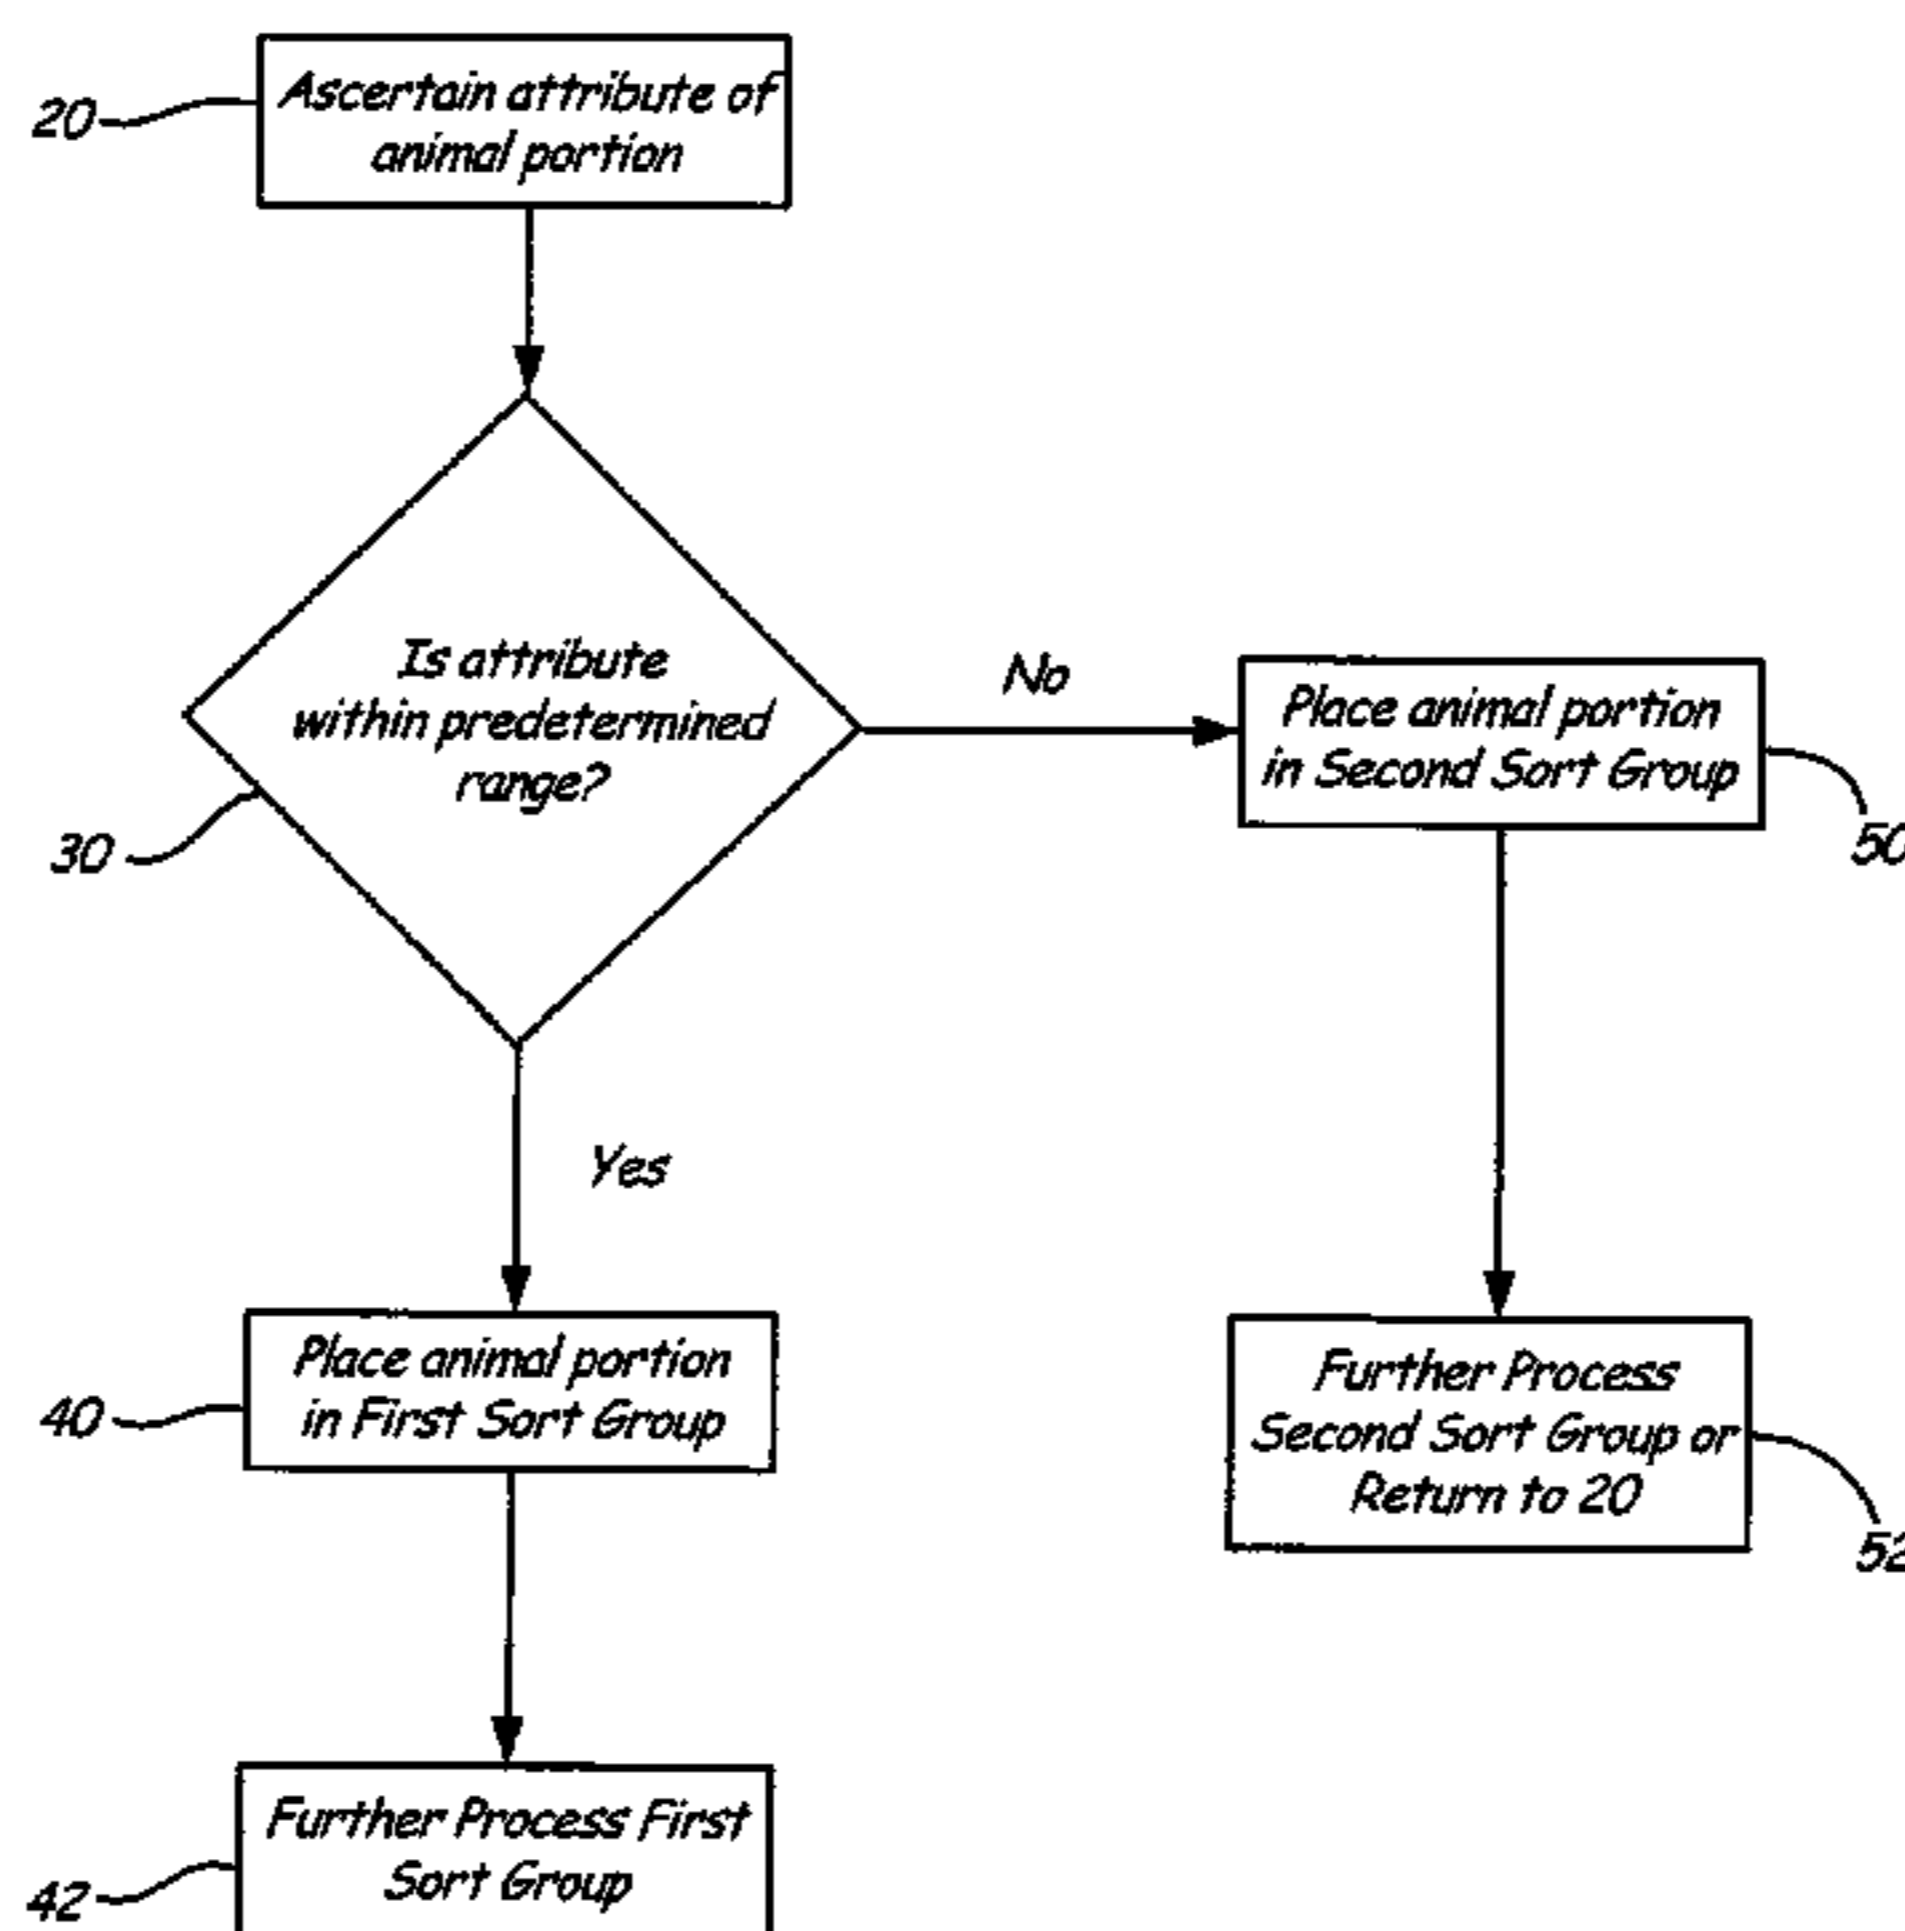 20
Ascertain attribute of
animal portion
Is attribute
within predetermined
range?
30
No
Place animal portion
in Second Sort Group
50
Yes
40
Place animal portion
in First Sort Group
Further Process
Second Sort Group or
Return to 20
52
Further Process First
Sort Group
42